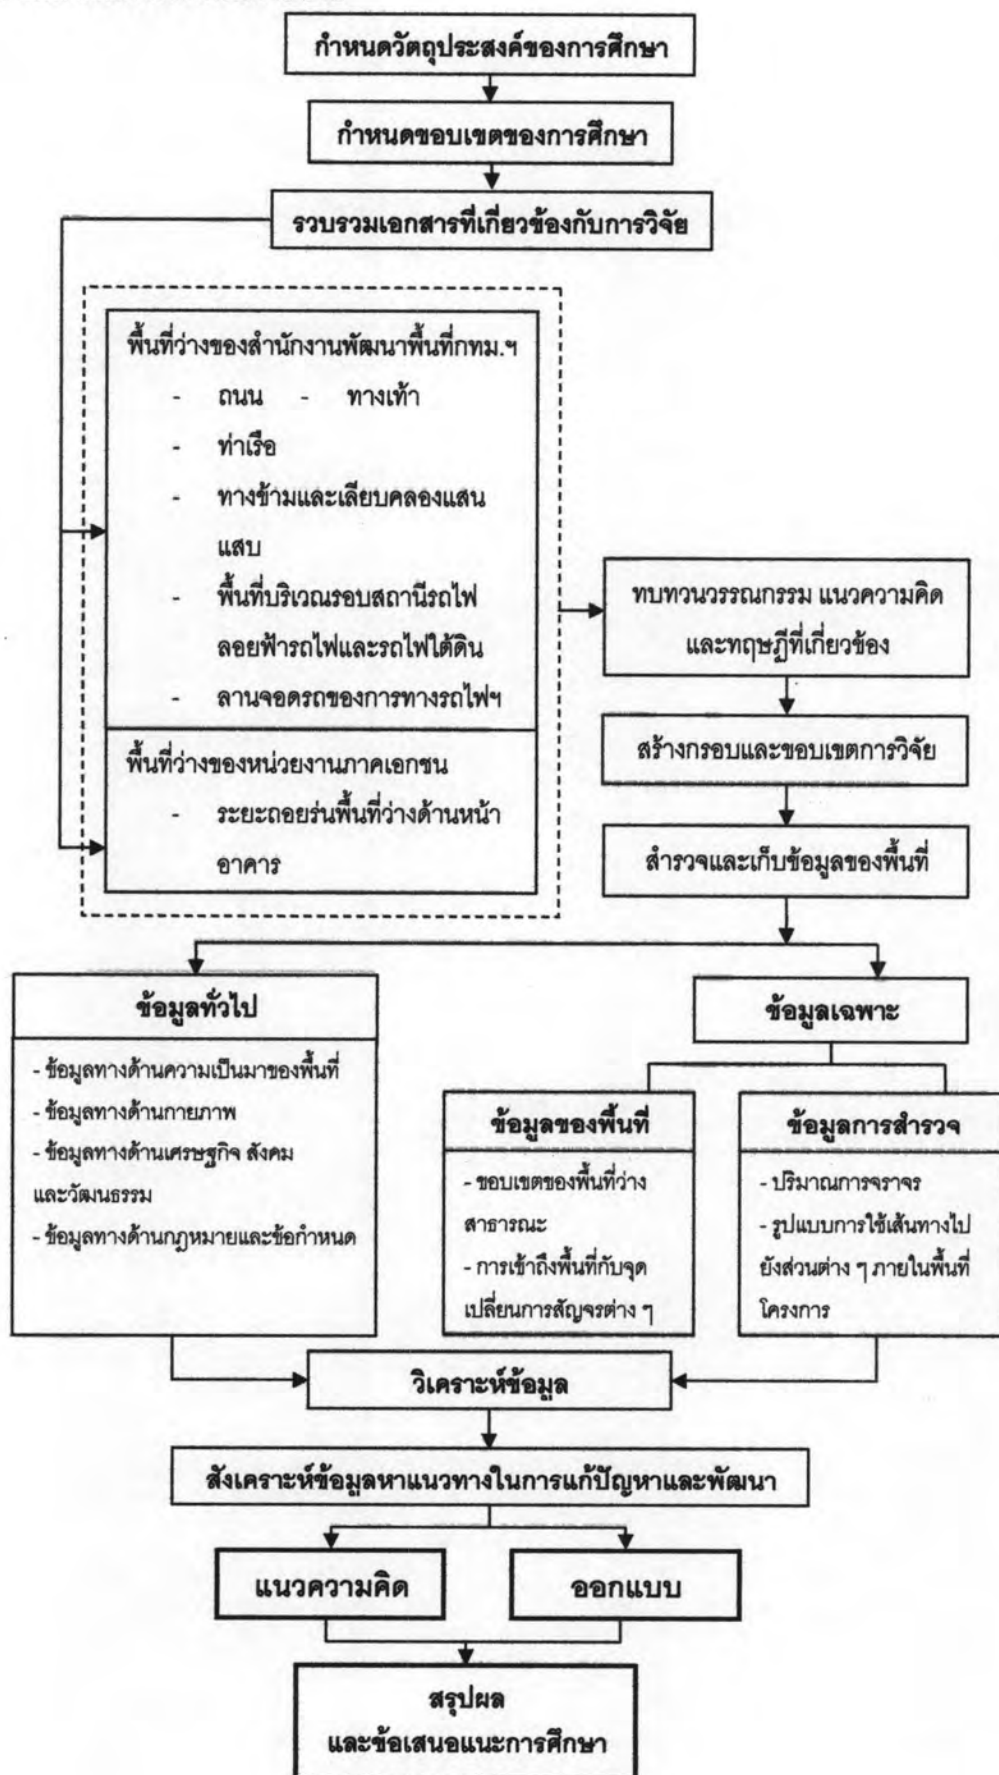 กำหนดวัตถุประสงค์ของการศึกษา
กำหนดขอบเขตของการศึกษา
รวบรวมเอกสารที่เกี่ยวข้องกับการวิจัย
พื้นที่ว่างของสำนักงานพัฒนาพื้นที่กทม.ฯ
- ถนน - ทางเท้า
- ท่าเรือ
- ทางข้ามและเลียบคลองแสน
แสบ
- พื้นที่บริเวณรอบสถานีรถไฟ
ลอยฟ้ารถไฟและรถไฟใต้ดิน
- ลานจอดรถของการทางรถไฟฯ
พื้นที่ว่างของหน่วยงานภาคเอกชน
- ระยะถอยร่นพื้นที่ว่างด้านหน้า
อาคาร
ทบทวนวรรณกรรม แนวความคิด
และทฤษฎีที่เกี่ยวข้อง
สร้างกรอบและขอบเขตการวิจัย
สำรวจและเก็บข้อมูลของพื้นที่
ข้อมูลทั่วไป
- ข้อมูลทางด้านความเป็นมาของพื้นที่
- ข้อมูลทางด้านกายภาพ
- ข้อมูลทางด้านเศรษฐกิจ สังคม
และวัฒนธรรม
- ข้อมูลทางด้านกฎหมายและข้อกำหนด
ข้อมูลเฉพาะ
ข้อมูลของพื้นที่
- ขอบเขตของพื้นที่ว่าง
สาธารณะ
- การเข้าถึงพื้นที่กับจุด
เปลี่ยนการสัญจรต่าง ๆ
ข้อมูลการสำรวจ
- ปริมาณการจราจร
- รูปแบบการใช้เส้นทางไป
ยังส่วนต่าง ๆ ภายในพื้นที่
โครงการ
วิเคราะห์ข้อมูล
สังเคราะห์ข้อมูลหาแนวทางในการแก้ปัญหาและพัฒนา
แนวความคิด
ออกแบบ
สรุปผล
และข้อเสนอแนะการศึกษา